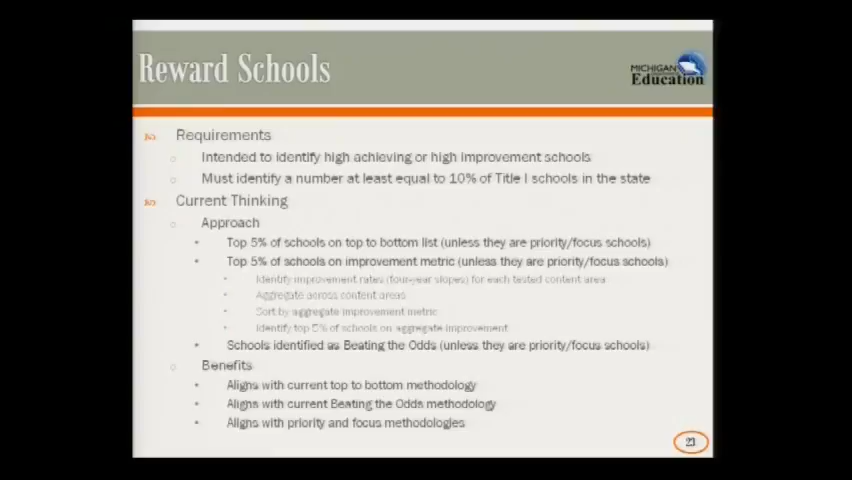 Reward Schools
MICHIGAN
Education
Requirements
Intended to identify high achieving or high improvement schools
Must identify a number at least equal to 10% of Title I schools in the state
Current Thinking
Approach
Top 5% of schools on top to bottom list (unless they are priority/focus schools)
Top 5% of schools on improvement metric (unless they are priority/focus schools)
Identify improvement rates (four-year slopes) for each tested content area
Aggregate across content areas
Sort by aggregate improvement metric
Identify top 5% of schools on aggregate improvement
Schools identified as Beating the Odds (unless they are priority/focus schools)
Benefits
Aligns with current top to bottom methodology
Aligns with current Beating the Odds methodology
Aligns with priority and focus methodologies
23